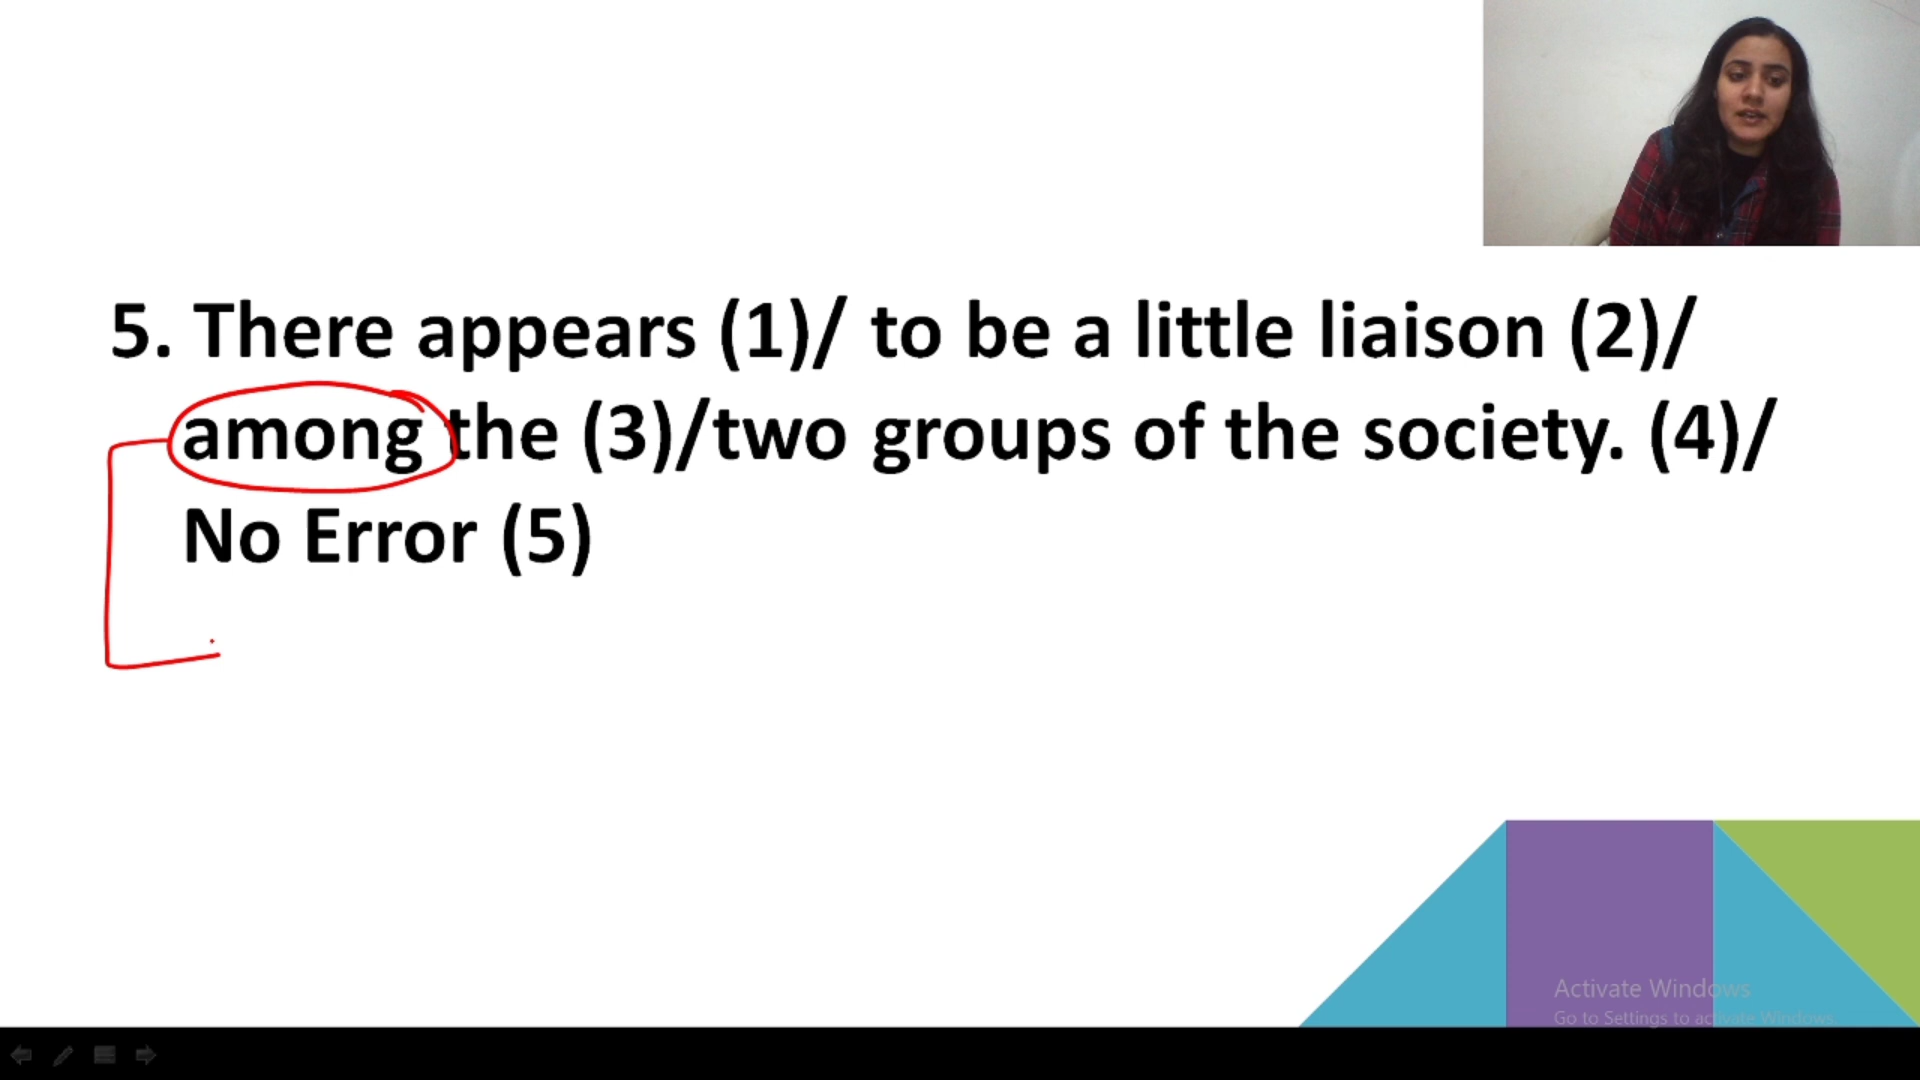 5. There appears (1)/ to be a little liaison (2)/
among the (3)/two groups of the society. (4)/
No Error (5)
Activate Windows
Go to Settings to activate Windows.